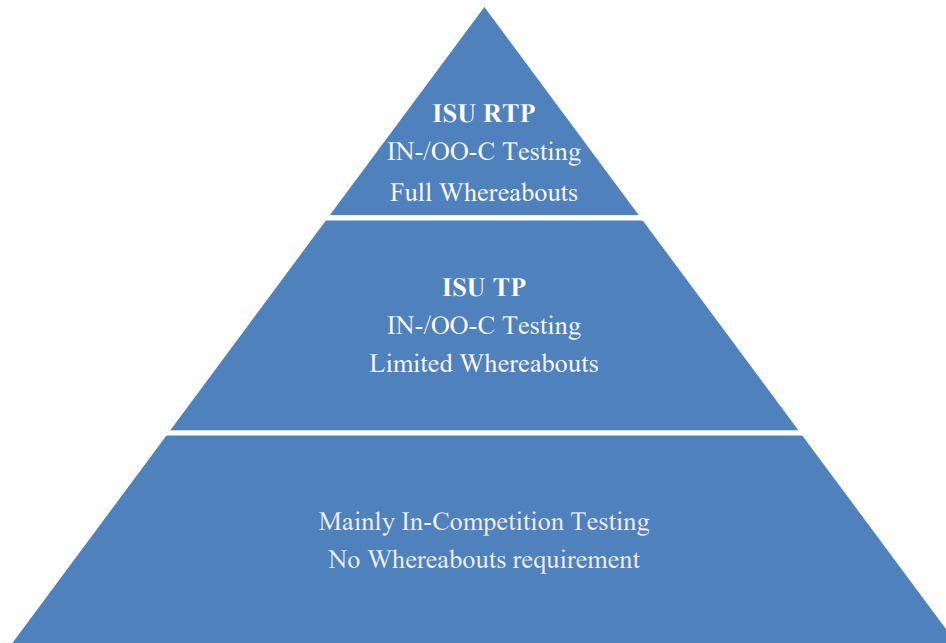 ISU RTP
IN-/OO-C Testing
Full Whereabouts
ISU TP
IN-/OO-C Testing
Limited Whereabouts
Mainly In-Competition Testing
No Whereabouts requirement